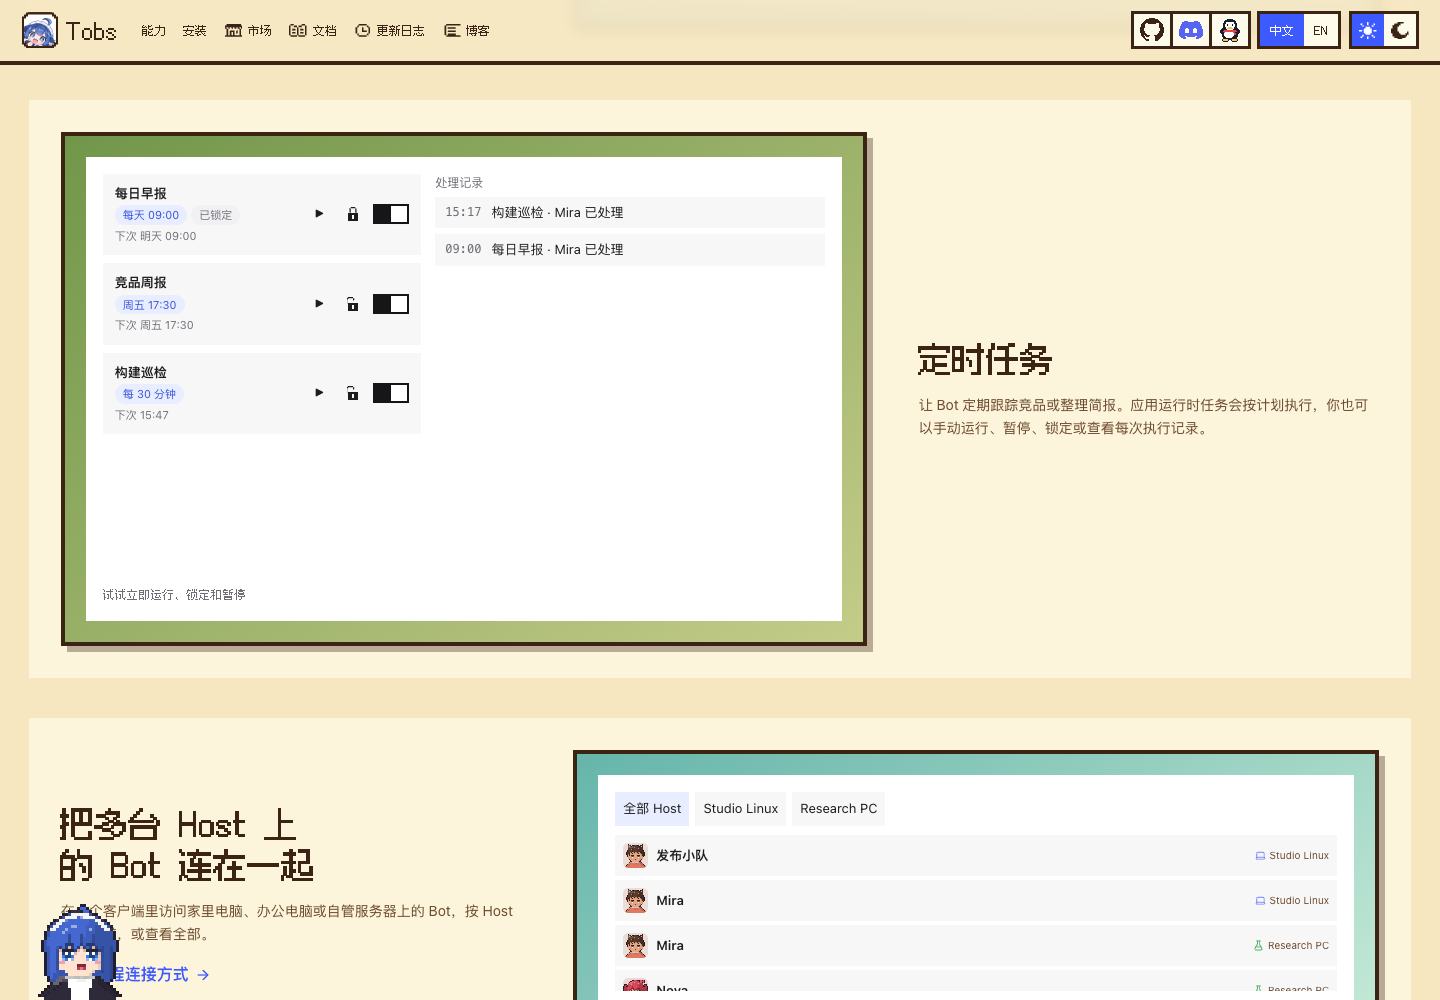 Tobs
能力
安装
市场
文档
更新日志
博客
中文
EN
每日早报
每天 09:00
已锁定
下次 明天 09:00
竞品周报
周五 17:30
下次 周五 17:30
构建巡检
每 30 分钟
下次 15:47
处理记录
15:17 构建巡检 · Mira 已处理
09:00 每日早报 · Mira 已处理
试试立即运行、锁定和暂停
定时任务
让 Bot 定期跟踪竞品或整理简报。应用运行时任务会按计划执行，你也可
以手动运行、暂停、锁定或查看每次执行记录。
把多台 Host 上
的 Bot 连在一起
在 个客户端里访问家里电脑、办公电脑或自管服务器上的 Bot，按 Host
，或查看全部。
程连接方式 →
全部 Host
Studio Linux
Research PC
发布小队
Studio Linux
Mira
Studio Linux
Mira
Research PC
Nova
Research PC